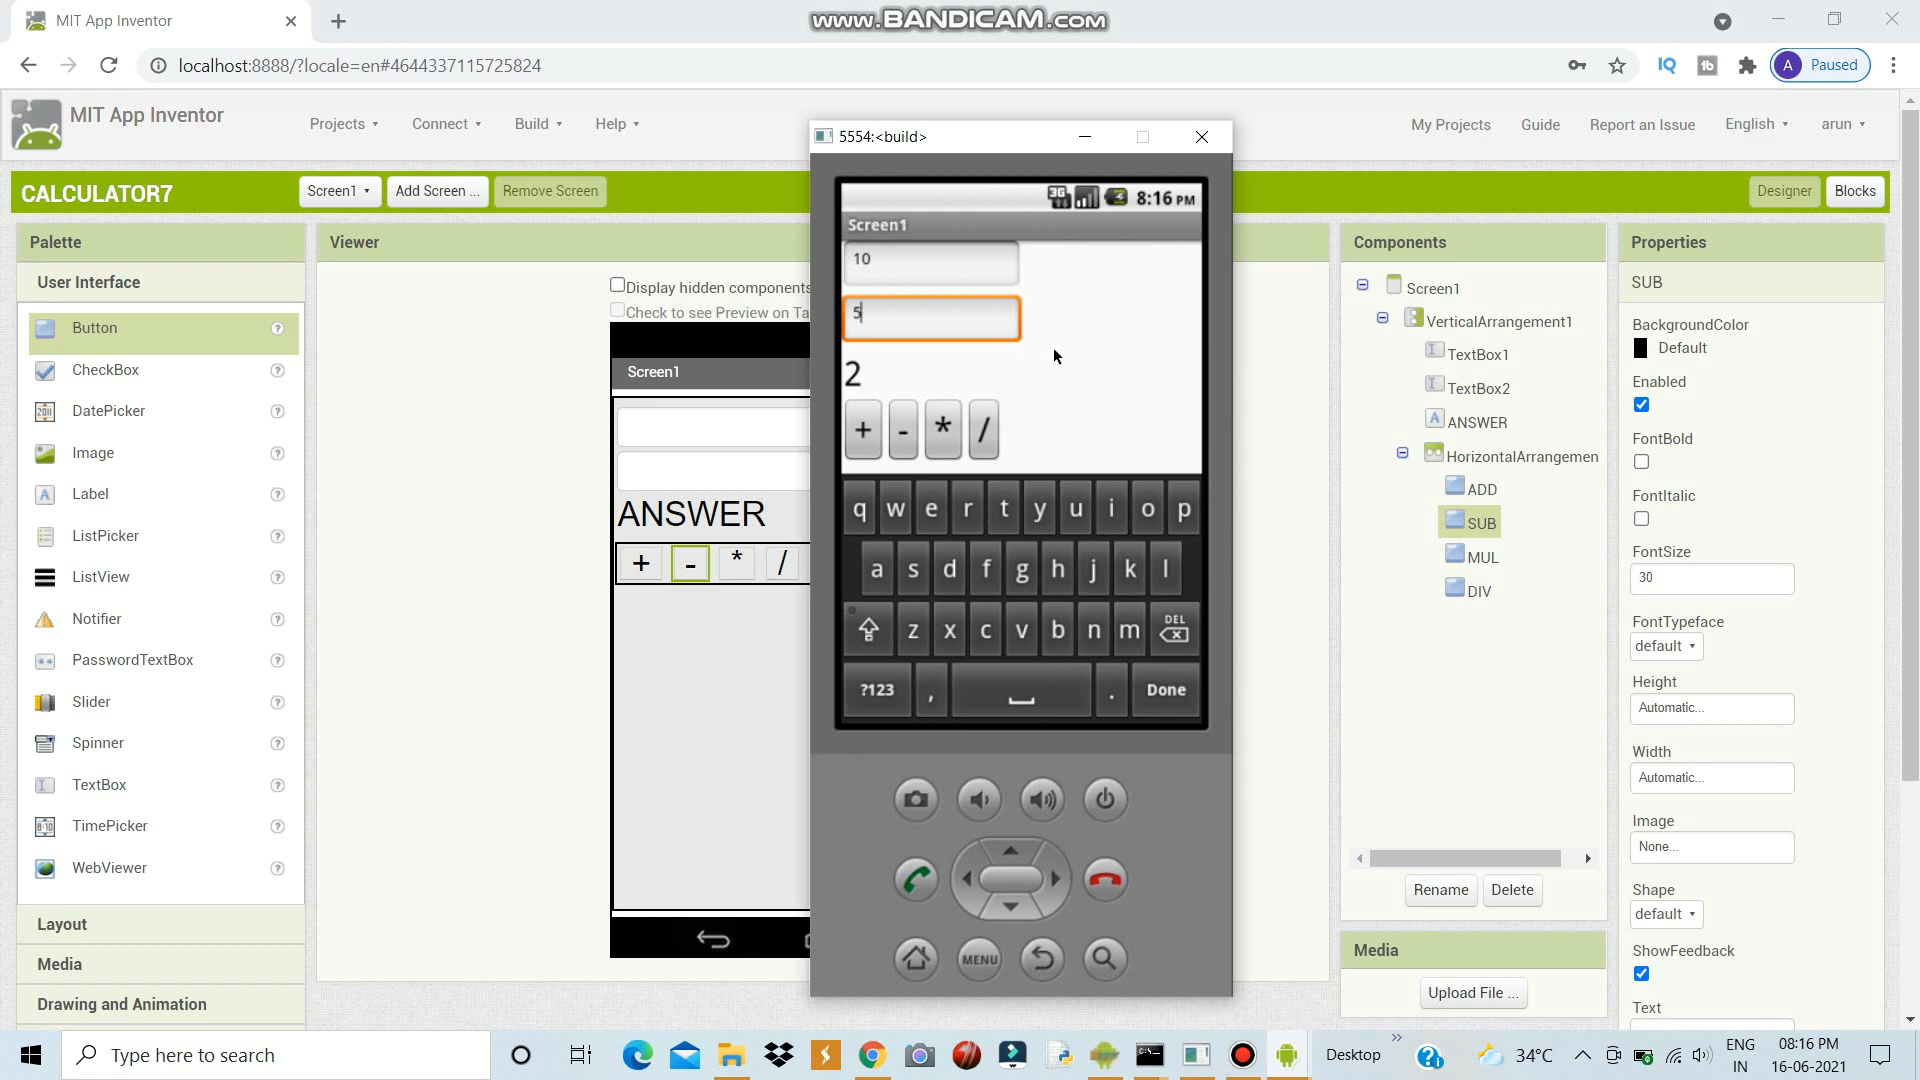 MIT App Inventor
www.BANDICAM.com
localhost:8888/?locale=en#4644337115725824
IQ
tb
A
Paused
MIT App Inventor
Projects
Connect
Build
Help
My Projects
Guide
Report an Issue
English
arun
CALCULATOR7
Screen1
Add Screen ...
Remove Screen
Designer
Blocks
Palette
User Interface
Button
CheckBox
DatePicker
Image
Label
ListPicker
ListView
Notifier
PasswordTextBox
Slider
Spinner
TextBox
TimePicker
WebViewer
Layout
Media
Drawing and Animation
Viewer
Display hidden components
Check to see Preview on Ta
Screen1
ANSWER
+ - * /
5554:<build>
3G
8:16 PM
Screen1
10
5
2
+ - * /
q w e r t y u i o p
a s d f g h j k l
z x c v b n m DEL
?123 , . Done
MENU
Components
Screen1
VerticalArrangement1
TextBox1
TextBox2
ANSWER
HorizontalArrangemen
ADD
SUB
MUL
DIV
Rename
Delete
Media
Upload File ...
Properties
SUB
BackgroundColor
Default
Enabled
FontBold
FontItalic
FontSize
30
FontTypeface
default
Height
Automatic...
Width
Automatic...
Image
None...
Shape
default
ShowFeedback
Text
Type here to search
Desktop
34°C
ENG
IN
08:16 PM
16-06-2021